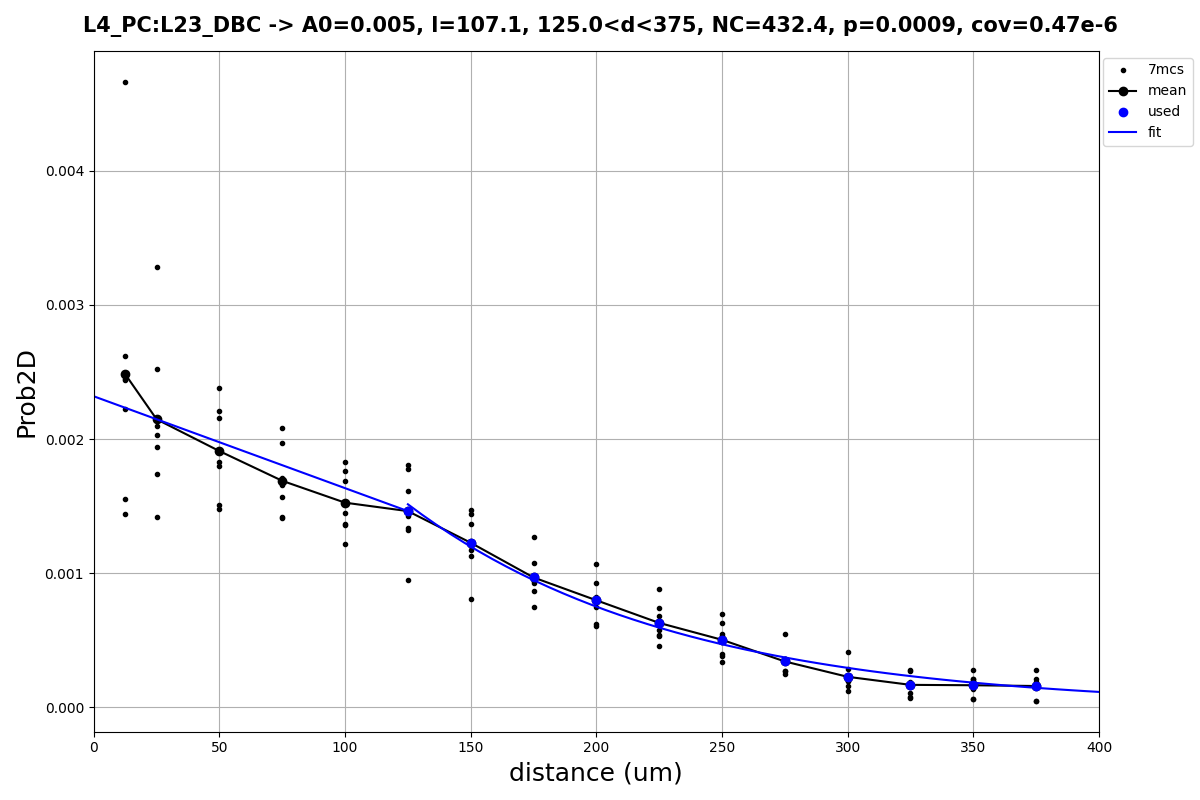 L4_PC:L23_DBC -> A0=0.005, l=107.1, 125.0<d<375, NC=432.4, p=0.0009, cov=0.47e-6
7mcs
mean
used
fit
Prob2D
0.004
0.003
0.002
0.001
0.000
0 50 100 150 200 250 300 350 400
distance (um)